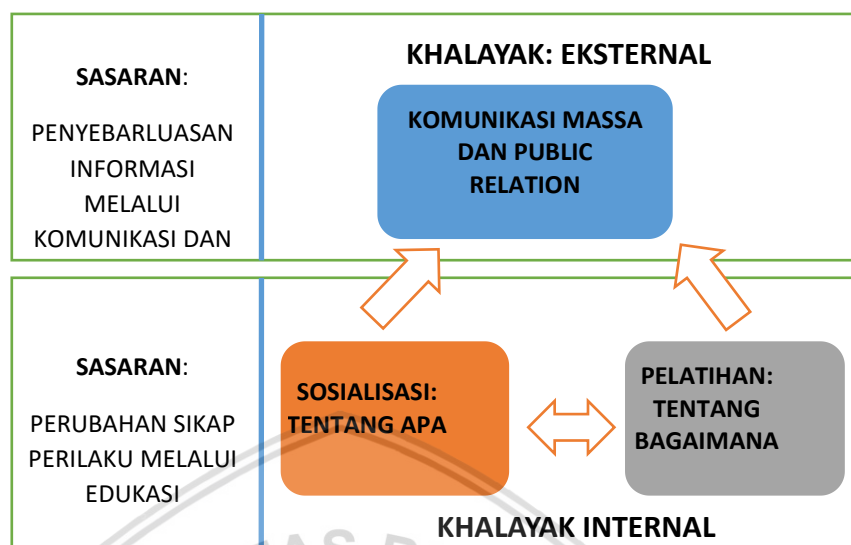 SASARAN:
PENYEBARLUASAN
INFORMASI
MELALUI
KOMUNIKASI DAN
KHALAYAK: EKSTERNAL
KOMUNIKASI MASSA
DAN PUBLIC
RELATION
SASARAN:
PERUBAHAN SIKAP
PERILAKU MELALUI
EDUKASI
SOSIALISASI:
TENTANG APA
PELATIHAN:
TENTANG
BAGAIMANA
KHALAYAK INTERNAL